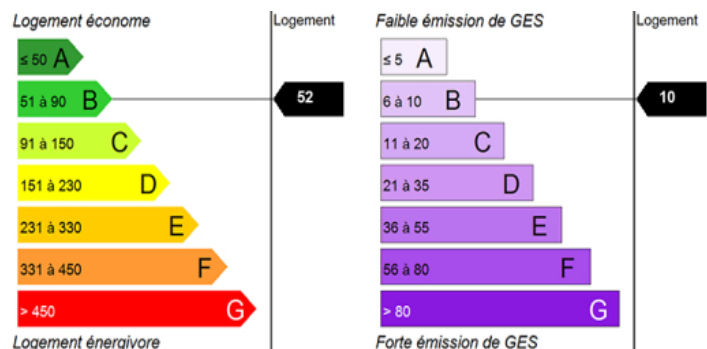 Logement économe
Logement
≤ 50 A
51 à 90 B
52
91 à 150 C
151 à 230 D
231 à 330 E
331 à 450 F
> 450 G
Logement énergivore
Faible émission de GES
Logement
≤ 5 A
6 à 10 B
10
11 à 20 C
21 à 35 D
36 à 55 E
56 à 80 F
> 80 G
Forte émission de GES